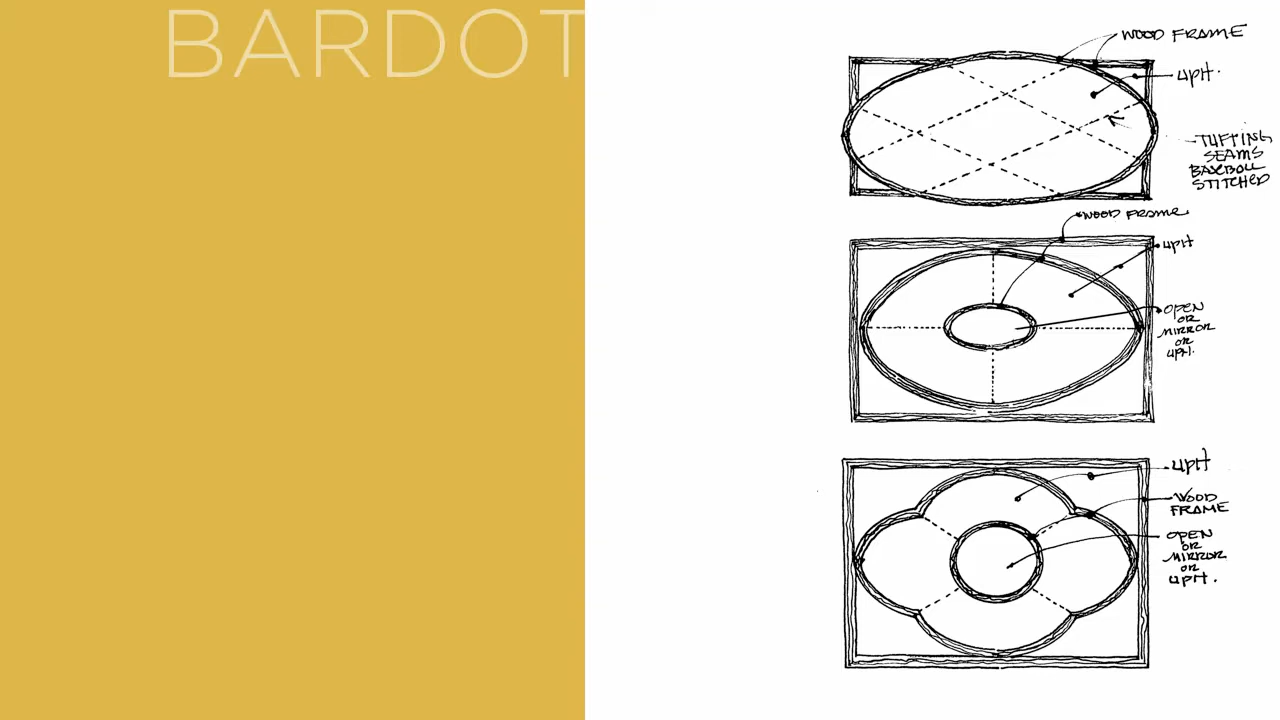 BARDOT
WOOD FRAME
UPH.
TUFTING
SEAMS
BAXBOLL
STITCHED
WOOD FRAME
UPH
OPEN
OR
MIRROR
OR
UPH.
UPH
WOOD
FRAME
OPEN
OR
MIRROR
OR
UPH.